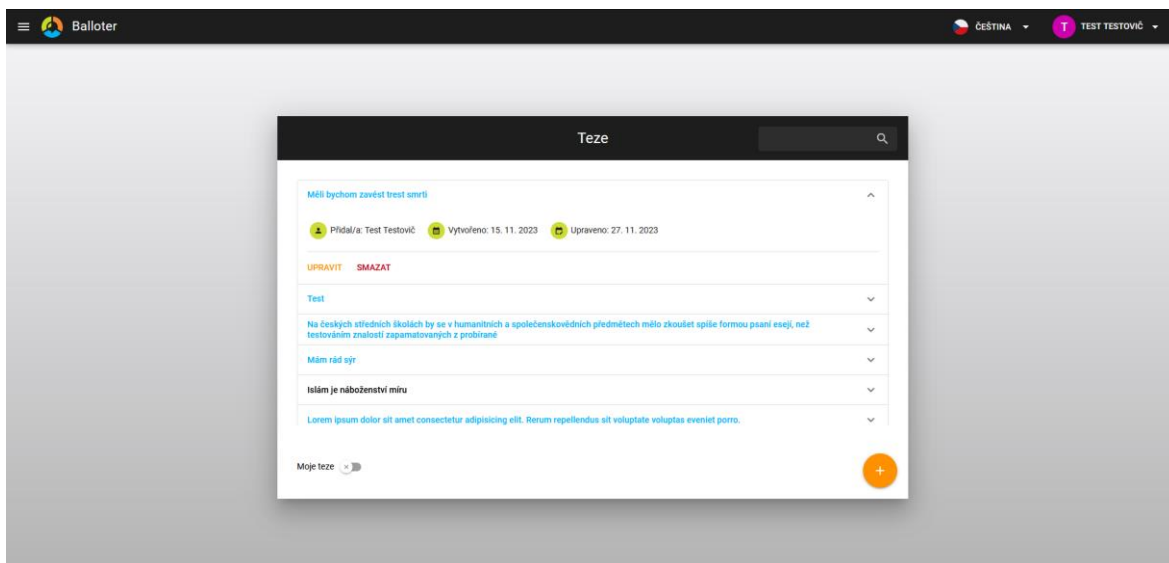 Balloter
ČEŠTINA
T
TEST TESTOVIČ
Teze
Měli bychom zavést trest smrti
Přidal/a: Test Testovič
Vytvořeno: 15. 11. 2023
Upraveno: 27. 11. 2023
UPRAVIT
SMAZAT
Test
Na českých středních školách by se v humanitních a společenskovědních předmětech mělo zkoušet spíše formou psaní esejí, než
testováním znalostí zapamatovaných z probírané
Mám rád sýr
Islám je náboženství míru
Lorem ipsum dolor sit amet consectetur adipisicing elit. Rerum repellendus sit voluptate voluptas eveniet porro.
Moje teze